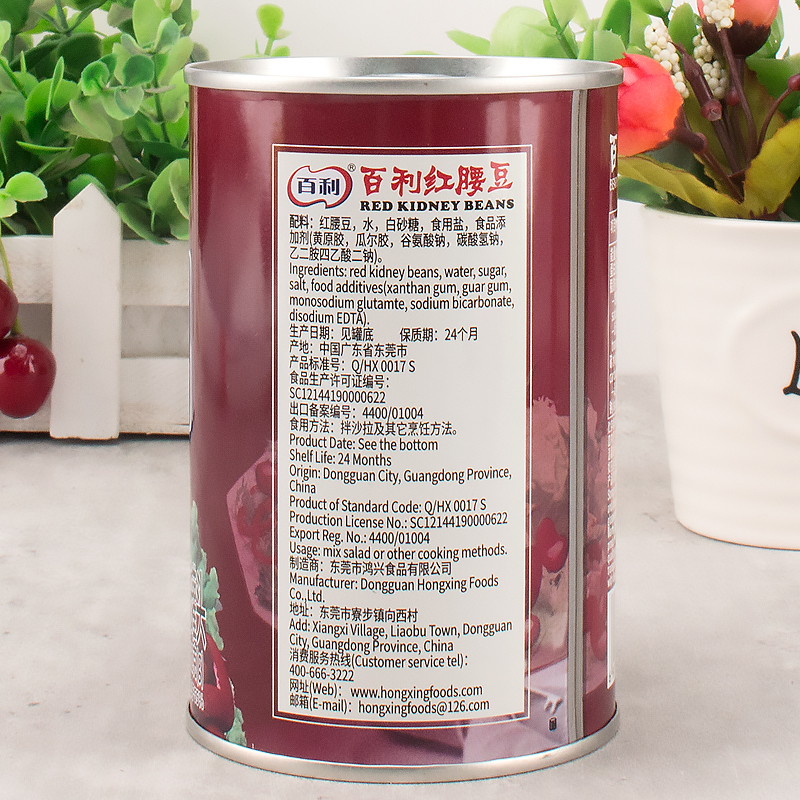 百利®
百利红腰豆
RED KIDNEY BEANS
配料：红腰豆，水，白砂糖，食用盐，食品添
加剂(黄原胶，瓜尔胶，谷氨酸钠，碳酸氢钠，
乙二胺四乙酸二钠)。
Ingredients: red kidney beans, water, sugar,
salt, food additives(xanthan gum, guar gum,
monosodium glutamte, sodium bicarbonate,
disodium EDTA).
生产日期：见罐底 保质期：24个月
产地：中国广东省东莞市
产品标准号：Q/HX 0017 S
食品生产许可证编号：
SC12144190000622
出口备案编号：4400/01004
食用方法：拌沙拉及其它烹饪方法。
Product Date: See the bottom
Shelf Life: 24 Months
Origin: Dongguan City, Guangdong Province,
China
Product of Standard Code: Q/HX 0017 S
Production License No.: SC12144190000622
Export Reg. No.: 4400/01004
Usage: mix salad or other cooking methods.
制造商：东莞市鸿兴食品有限公司
Manufacturer: Dongguan Hongxing Foods
Co.,Ltd.
地址：东莞市寮步镇向西村
Add: Xiangxi Village, Liaobu Town, Dongguan
City, Guangdong Province, China
消费服务热线(Customer service tel)：
400-666-3222
网址(Web)： www.hongxingfoods.com
邮箱(E-mail)：hongxingfoods@126.com